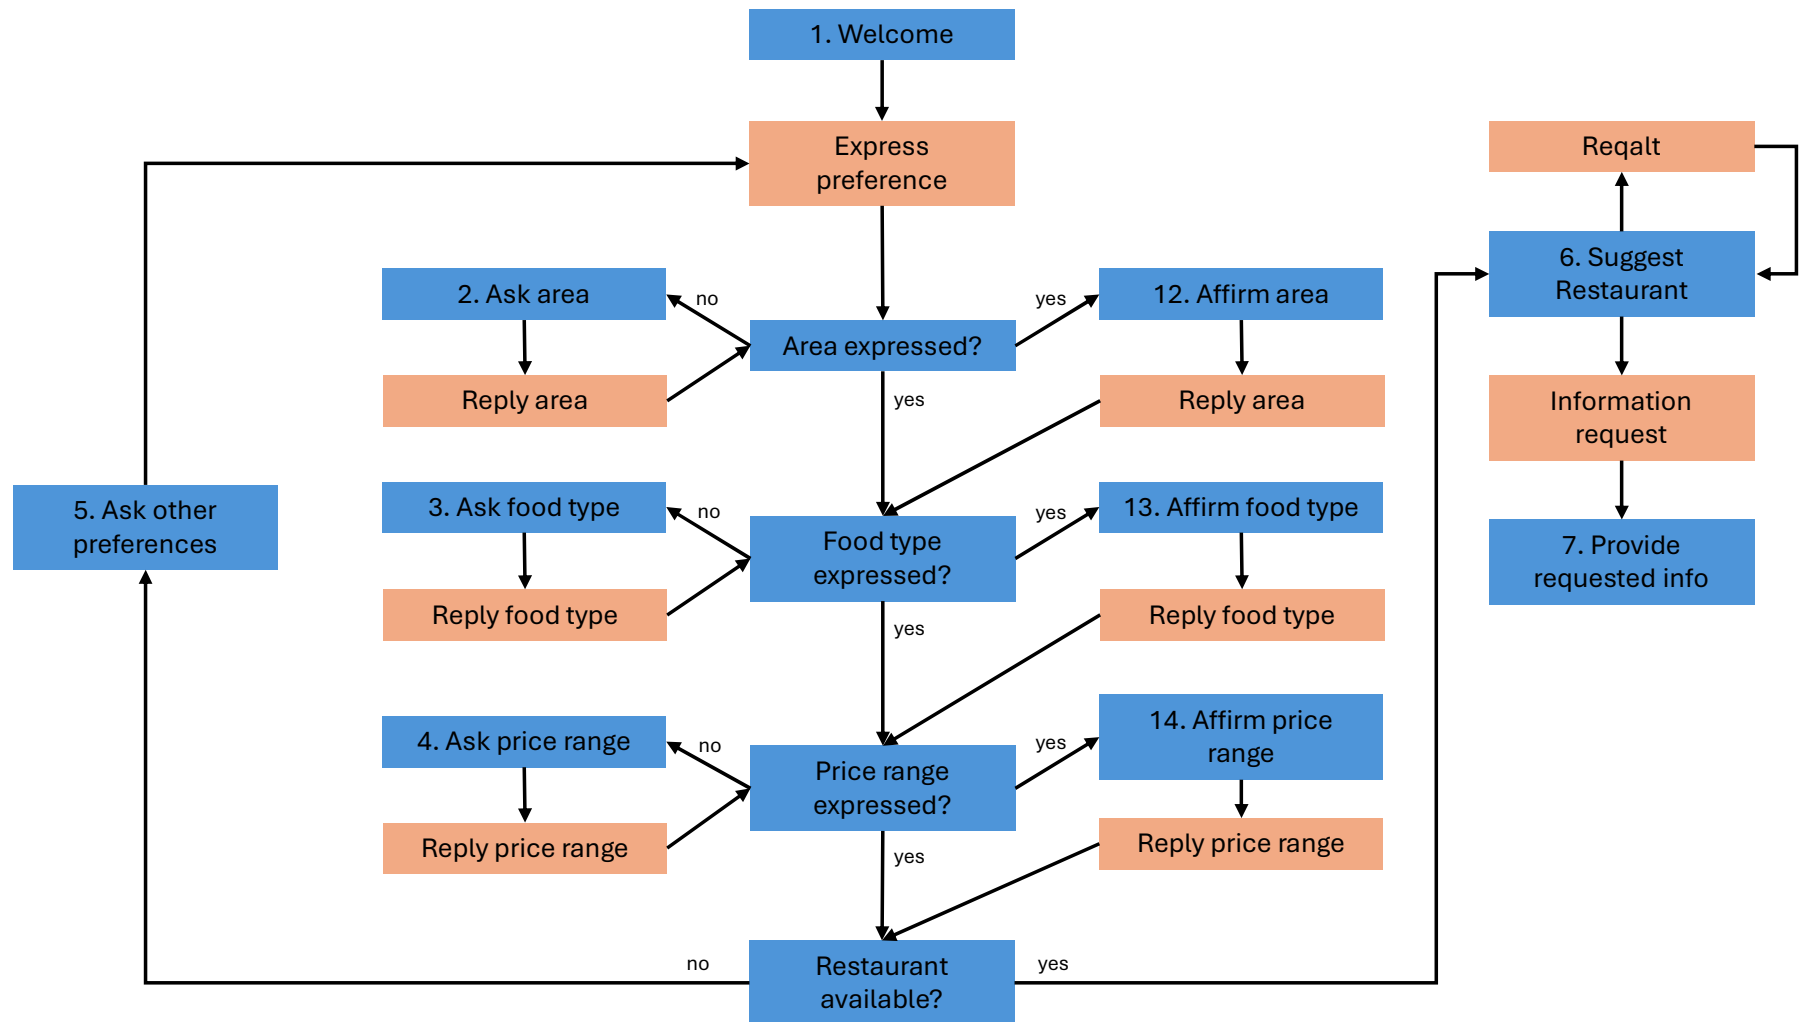 1. Welcome
Express
preference
Reqalt
6. Suggest
Restaurant
2. Ask area
no
yes
12. Affirm area
Area expressed?
Reply area
yes
Reply area
Information
request
5. Ask other
preferences
3. Ask food type
no
yes
13. Affirm food type
Food type
expressed?
7. Provide
requested info
Reply food type
yes
Reply food type
4. Ask price range
no
yes
14. Affirm price
range
Price range
expressed?
Reply price range
yes
Reply price range
no
Restaurant
available?
yes